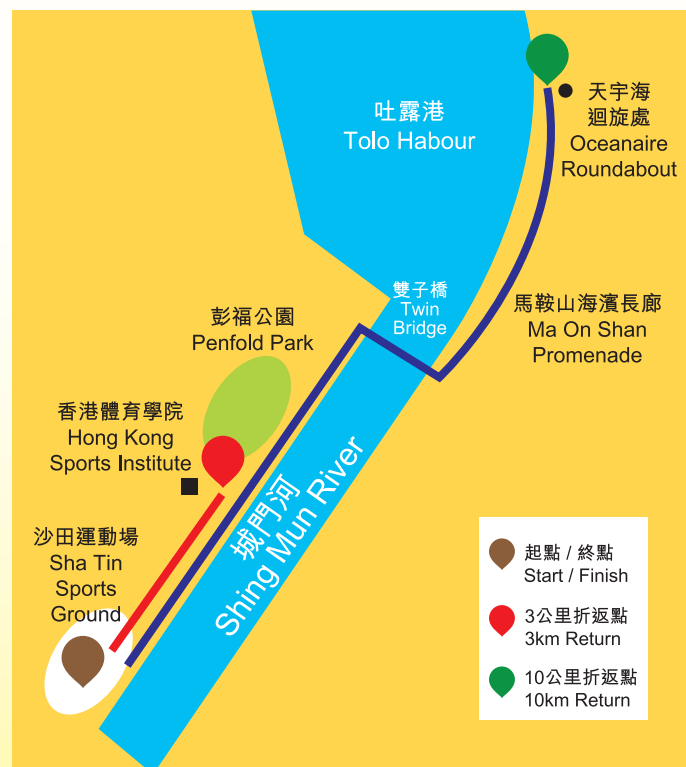 吐露港
Tolo Habour
天宇海
迴旋處
Oceanaire
Roundabout
雙子橋
Twin
Bridge
馬鞍山海濱長廊
Ma On Shan
Promenade
彭福公園
Penfold Park
香港體育學院
Hong Kong
Sports Institute
城門河
Shing Mun River
沙田運動場
Sha Tin
Sports
Ground
起點 / 終點
Start / Finish
3公里折返點
3km Return
10公里折返點
10km Return